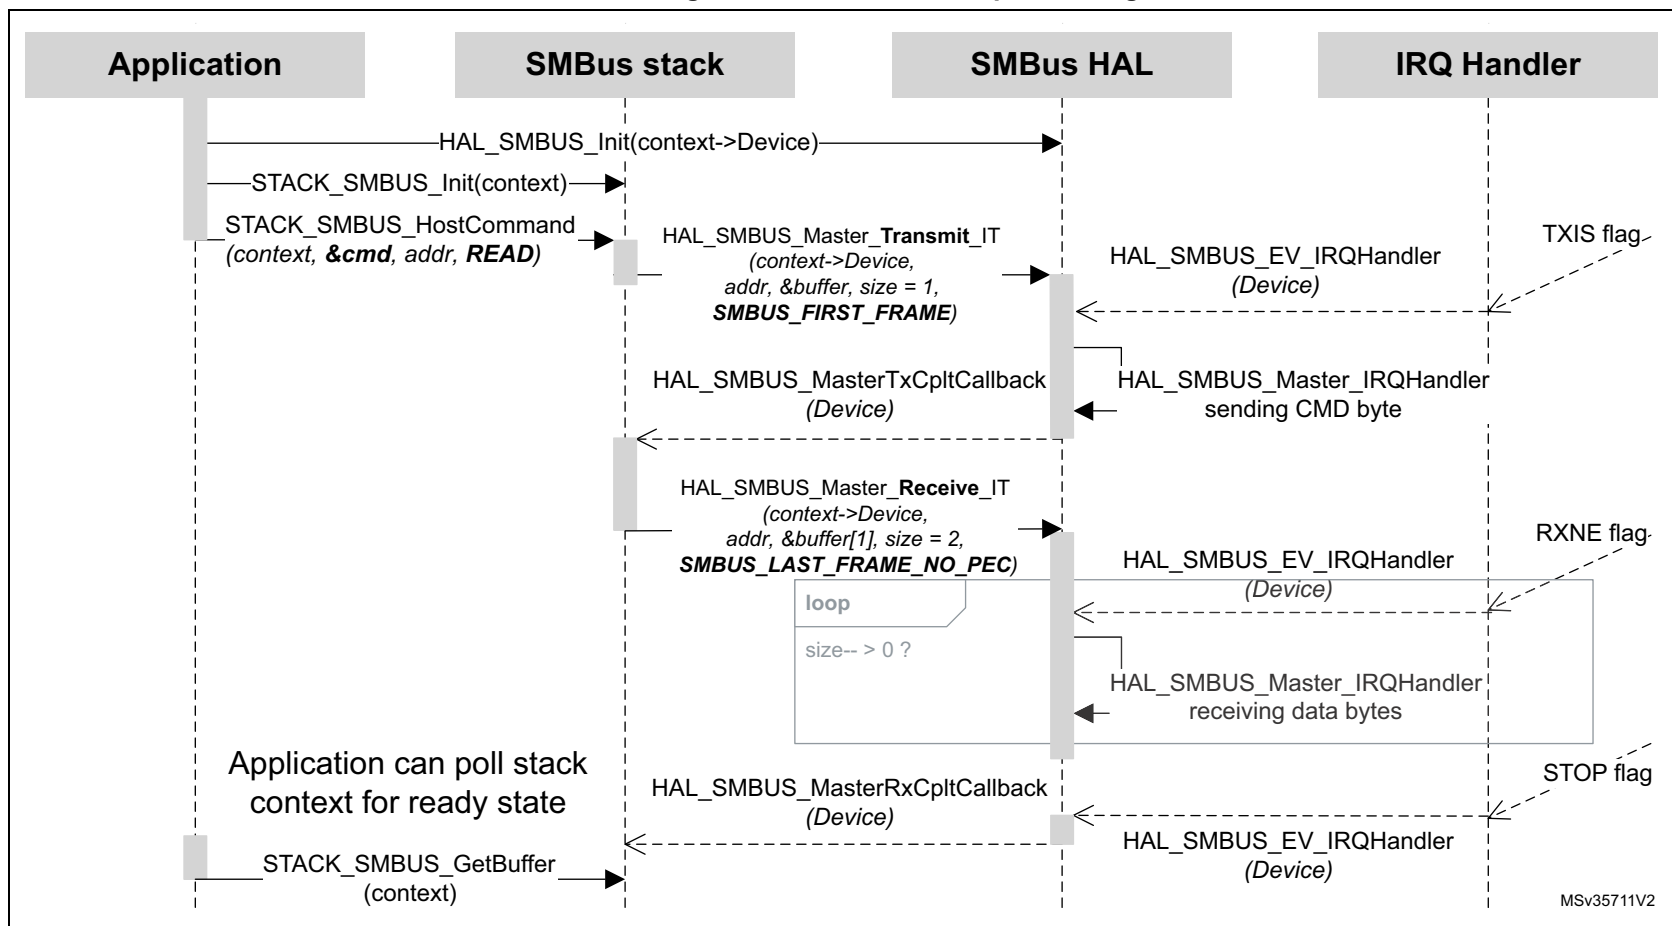 Application
SMBus stack
SMBus HAL
IRQ Handler
HAL_SMBUS_Init(context->Device)
STACK_SMBUS_Init(context)
STACK_SMBUS_HostCommand
(context, &cmd, addr, READ)
HAL_SMBUS_Master_Transmit_IT
(context->Device,
addr, &buffer, size = 1,
SMBUS_FIRST_FRAME)
TXIS flag
HAL_SMBUS_EV_IRQHandler
(Device)
HAL_SMBUS_MasterTxCpltCallback
(Device)
HAL_SMBUS_Master_IRQHandler
sending CMD byte
HAL_SMBUS_Master_Receive_IT
(context->Device,
addr, &buffer[1], size = 2,
SMBUS_LAST_FRAME_NO_PEC)
RXNE flag
HAL_SMBUS_EV_IRQHandler
(Device)
loop
size-- > 0 ?
HAL_SMBUS_Master_IRQHandler
receiving data bytes
Application can poll stack
context for ready state
HAL_SMBUS_MasterRxCpltCallback
(Device)
STOP flag
HAL_SMBUS_EV_IRQHandler
(Device)
STACK_SMBUS_GetBuffer
(context)
MSv35711V2